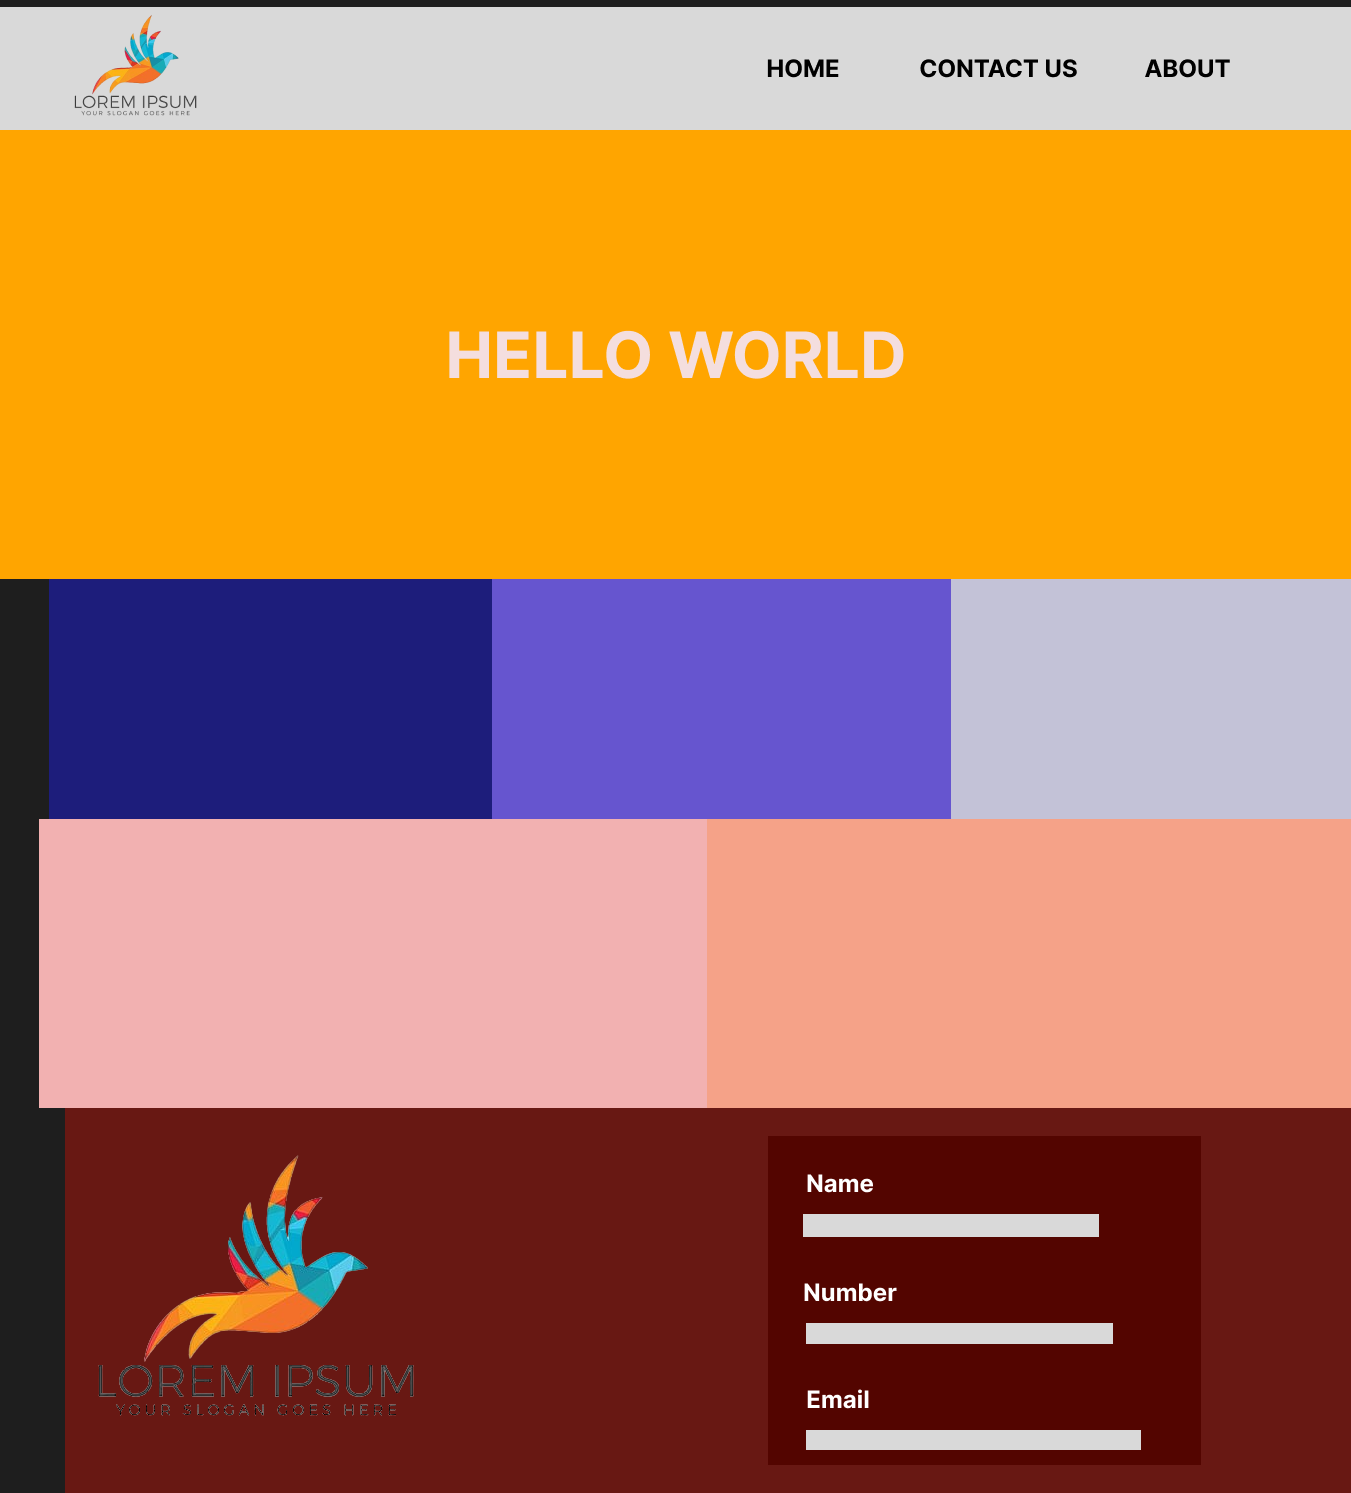 LOREM IPSUM
YOUR SLOGAN GOES HERE
HOME CONTACT US ABOUT
HELLO WORLD
LOREM IPSUM
YOUR SLOGAN GOES HERE
Name
Number
Email